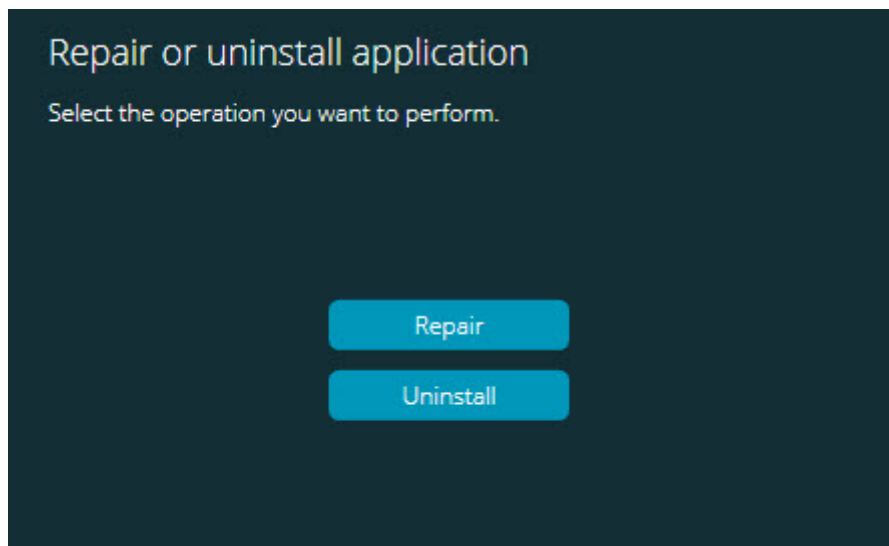 Repair or uninstall application
Select the operation you want to perform.
Repair
Uninstall